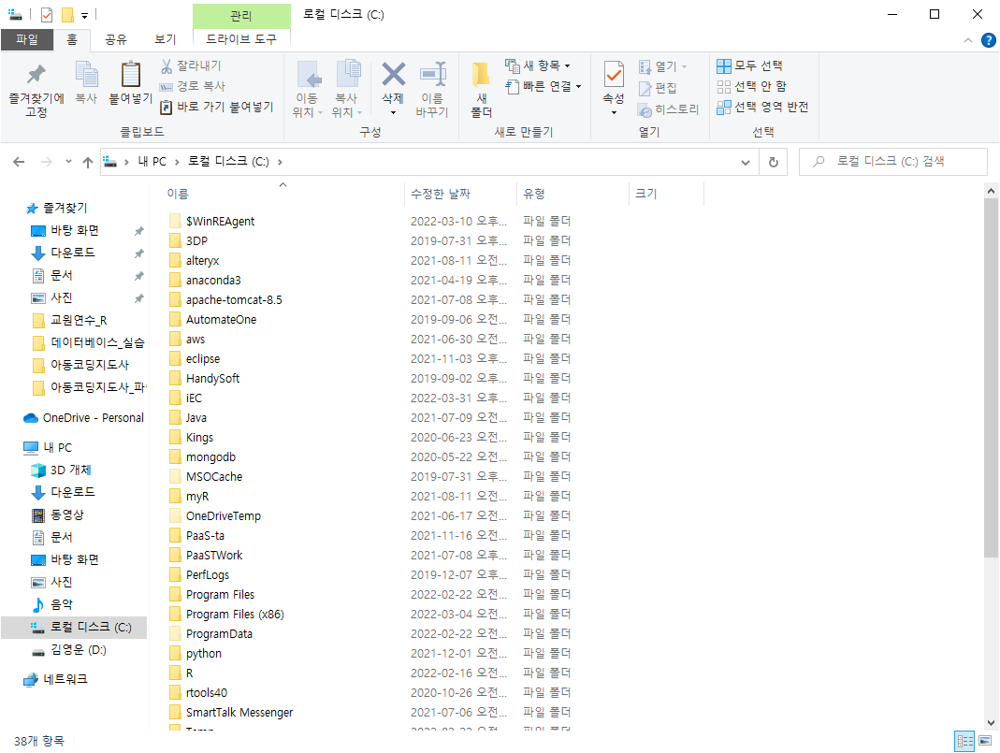 관리
로컬 디스크 (C:)
파일
홈
공유
보기
드라이브 도구
즐겨찾기에 고정
복사
붙여넣기
잘라내기
경로 복사
바로 가기 붙여넣기
클립보드
이동 위치
복사 위치
삭제
이름 바꾸기
구성
새 폴더
새 항목
빠른 연결
새로 만들기
속성
열기
편집
히스토리
열기
모두 선택
선택 안 함
선택 영역 반전
선택
내 PC > 로컬 디스크 (C:) >
로컬 디스크 (C:) 검색
즐겨찾기
바탕 화면
다운로드
문서
사진
교원연수_R
데이터베이스_실습
아동코딩지도사
아동코딩지도사_파
OneDrive - Personal
내 PC
3D 개체
다운로드
동영상
문서
바탕 화면
사진
음악
로컬 디스크 (C:)
김영운 (D:)
네트워크
이름 수정한 날짜 유형 크기
$WinREAgent 2022-03-10 오후... 파일 폴더
3DP 2019-07-31 오후... 파일 폴더
alteryx 2021-08-11 오전... 파일 폴더
anaconda3 2021-04-19 오후... 파일 폴더
apache-tomcat-8.5 2021-07-08 오후... 파일 폴더
AutomateOne 2019-09-06 오전... 파일 폴더
aws 2021-06-30 오전... 파일 폴더
eclipse 2021-11-03 오후... 파일 폴더
HandySoft 2019-09-02 오후... 파일 폴더
iEC 2022-03-31 오후... 파일 폴더
Java 2021-07-09 오전... 파일 폴더
Kings 2020-06-23 오전... 파일 폴더
mongodb 2020-05-22 오전... 파일 폴더
MSOCache 2019-07-31 오후... 파일 폴더
myR 2021-08-11 오전... 파일 폴더
OneDriveTemp 2021-06-17 오전... 파일 폴더
PaaS-ta 2021-11-16 오전... 파일 폴더
PaaSTWork 2021-07-08 오후... 파일 폴더
PerfLogs 2019-12-07 오후... 파일 폴더
Program Files 2022-02-22 오전... 파일 폴더
Program Files (x86) 2022-03-04 오전... 파일 폴더
ProgramData 2022-02-22 오전... 파일 폴더
python 2021-12-01 오전... 파일 폴더
R 2022-02-16 오전... 파일 폴더
rtools40 2020-10-26 오전... 파일 폴더
SmartTalk Messenger 2021-07-06 오전... 파일 폴더
38개 항목